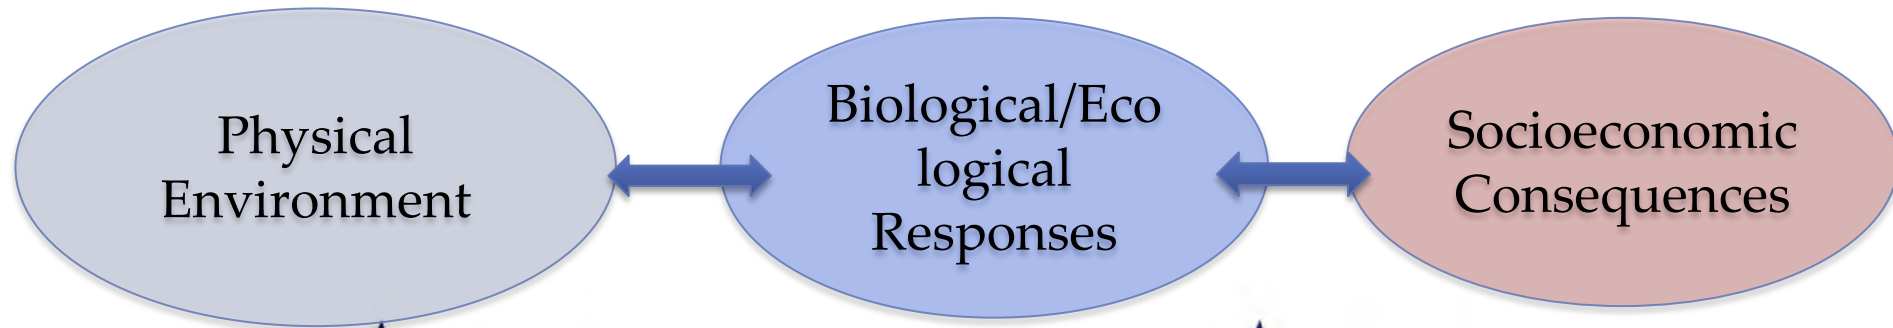 Physical
Environment
Biological/Eco
logical
Responses
Socioeconomic
Consequences